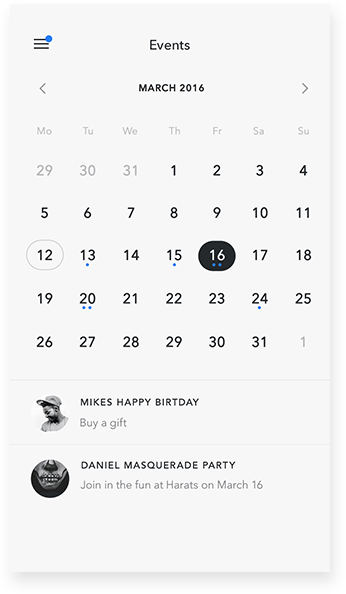 Events
MARCH 2016
Mo Tu We Th Fr Sa Su
29 30 31 1 2 3 4
5 6 7 8 9 10 11
12 13 14 15 16 17 18
19 20 21 22 23 24 25
26 27 28 29 30 31 1
MIKES HAPPY BIRTDAY
Buy a gift
DANIEL MASQUERADE PARTY
Join in the fun at Harats on March 16